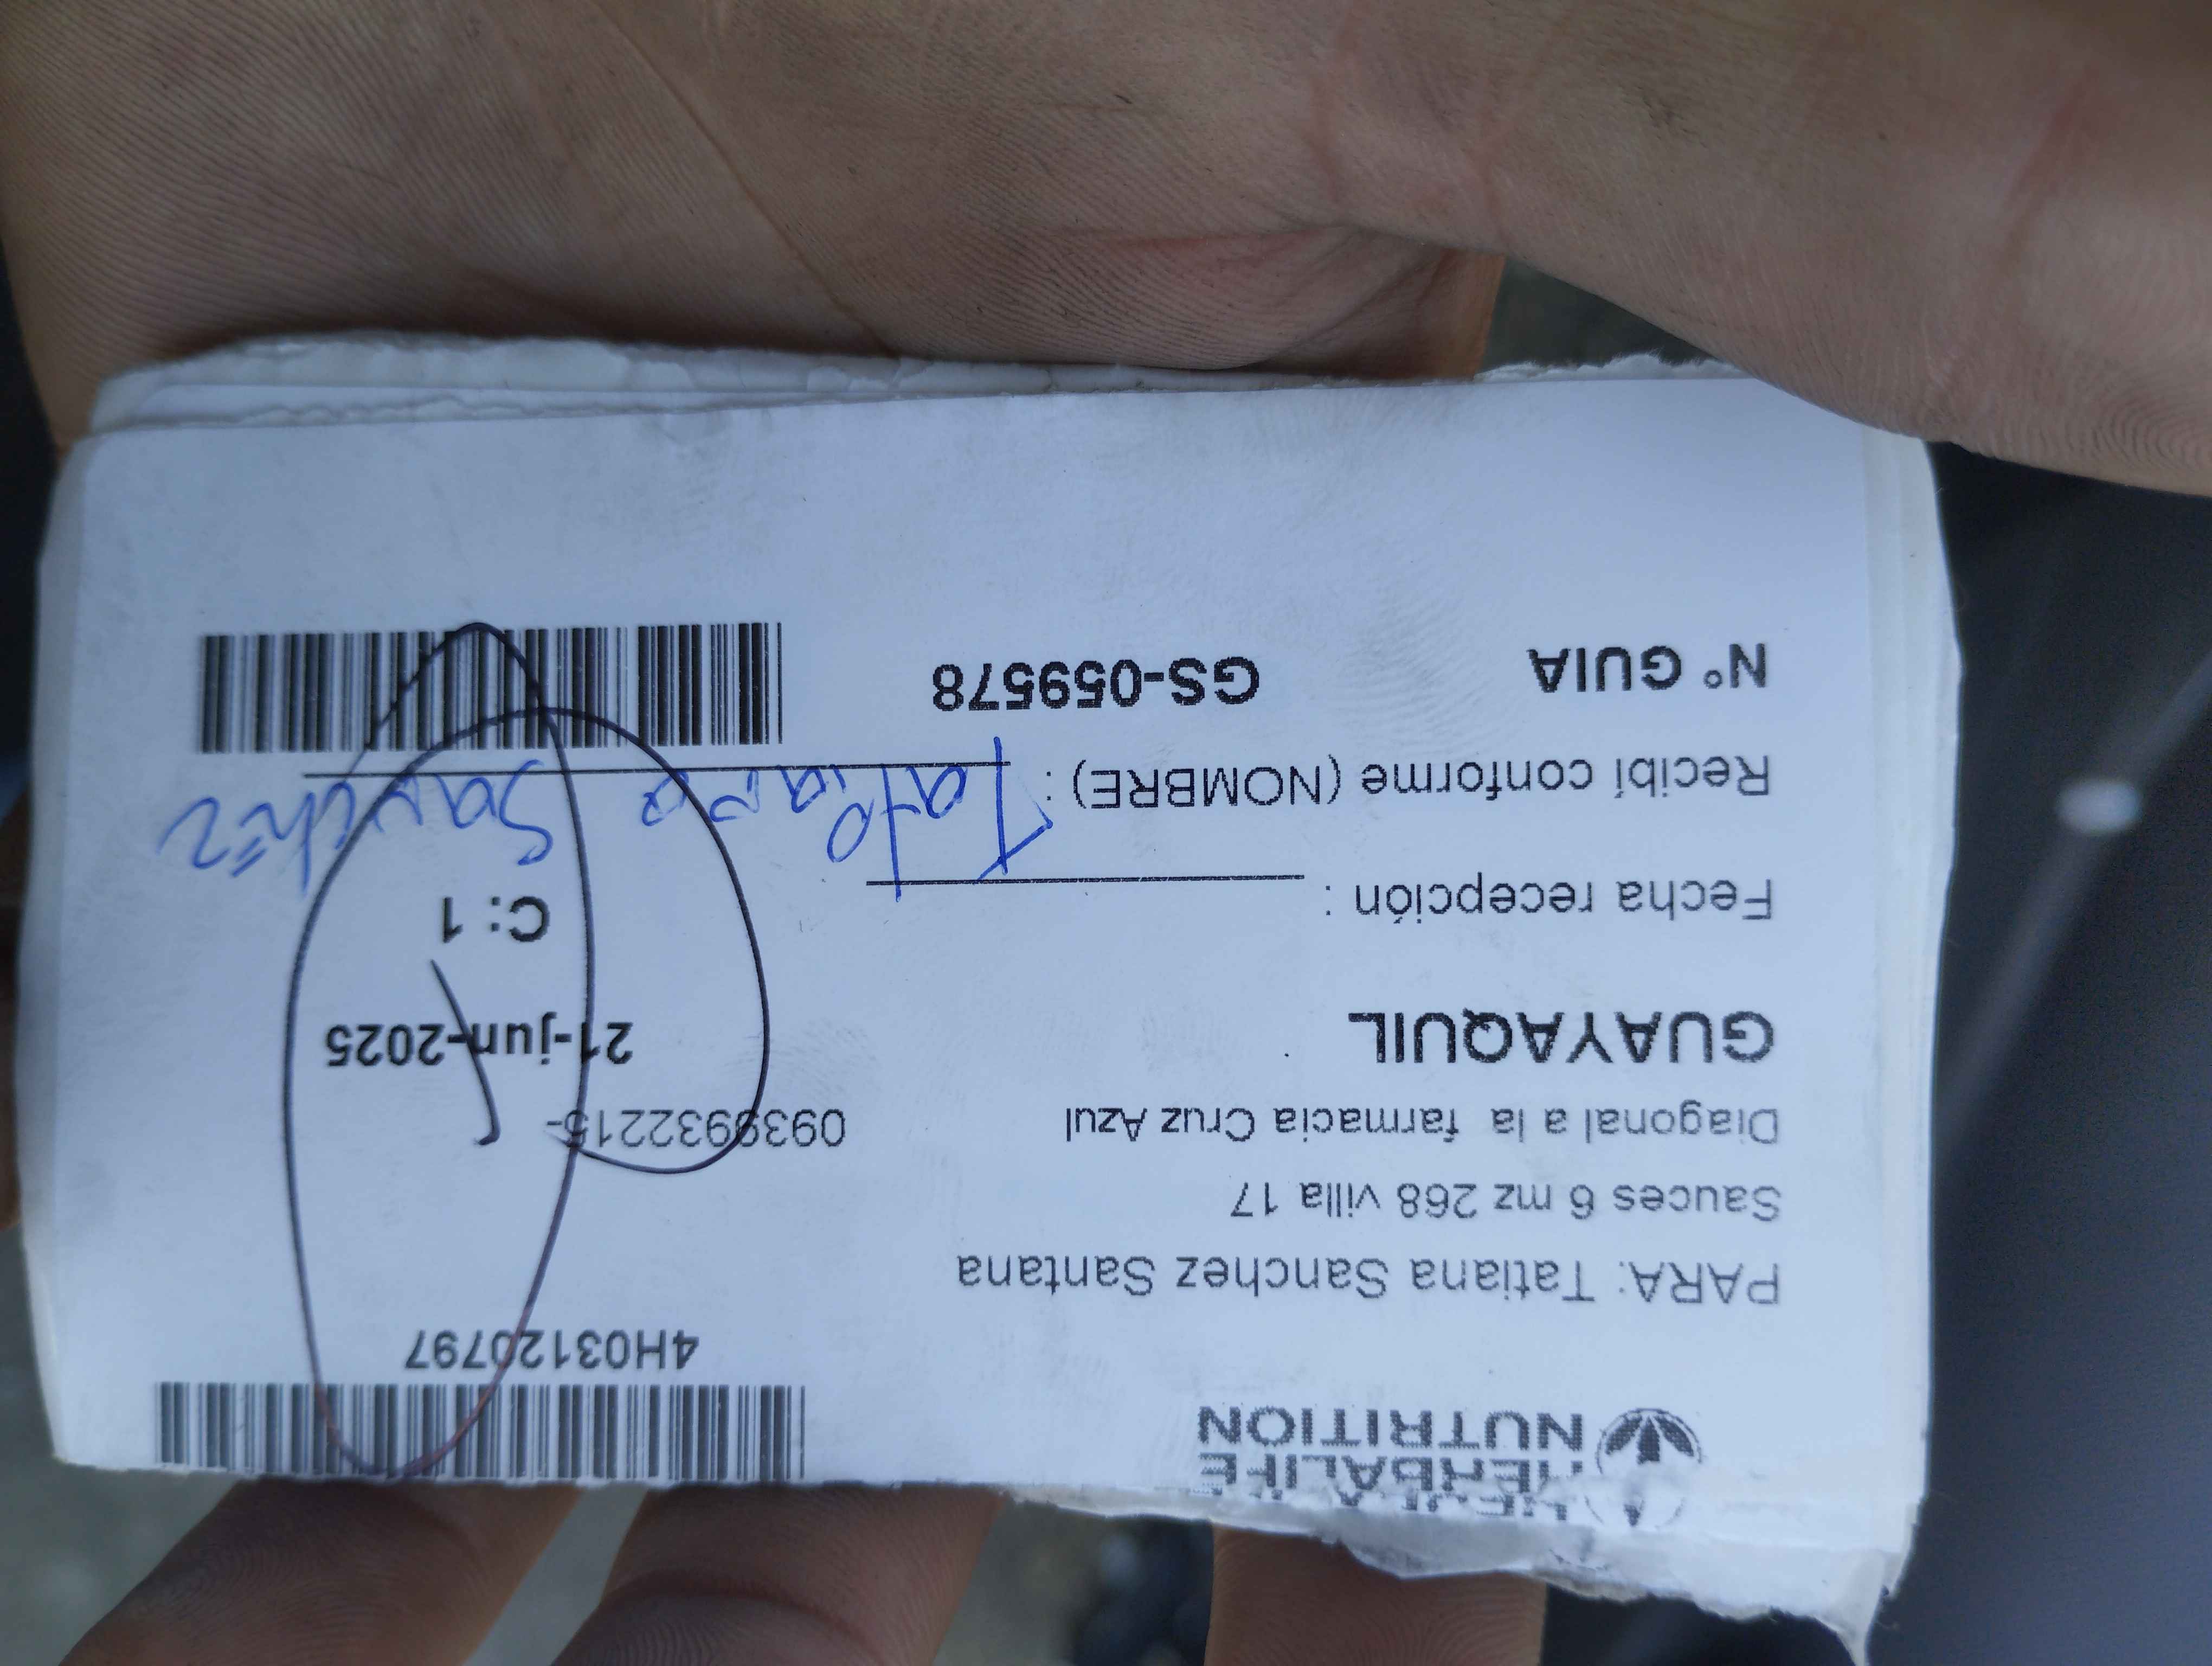 HERBALIFE
NUTRITION
4H03120797
PARA: Tatiana Sanchez Santana
Sauces 6 mz 268 villa 17
Diagonal a la farmacia Cruz Azul
0939932215-
GUAYAQUIL
21-jun-2025
C: 1
Fecha recepción :
Recibí conforme (NOMBRE) : Tatiana Sanchez
N° GUIA GS-059578